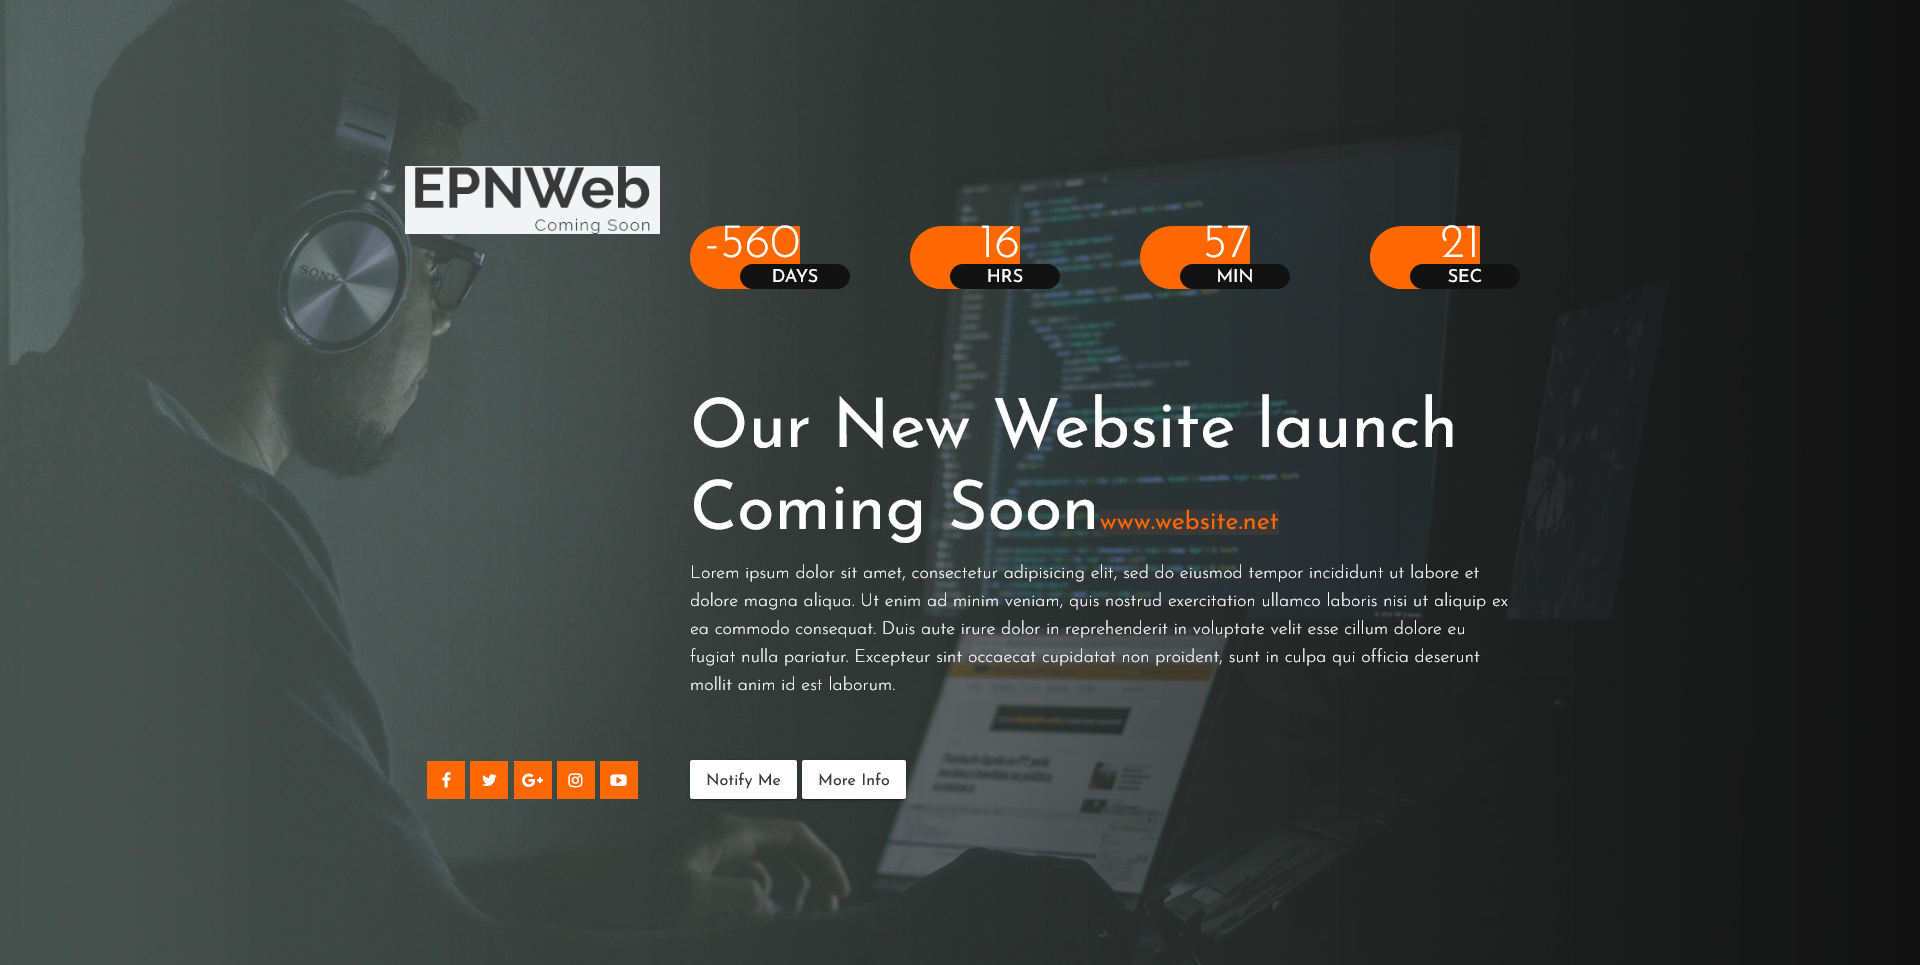 EPNWeb
Coming Soon
SONY
-560 16 57 21
DAYS HRS MIN SEC
Our New Website launch
Coming Soon www.website.net
Lorem ipsum dolor sit amet, consectetur adipisicing elit, sed do eiusmod tempor incididunt ut labore et
dolore magna aliqua. Ut enim ad minim veniam, quis nostrud exercitation ullamco laboris nisi ut aliquip ex
ea commodo consequat. Duis aute irure dolor in reprehenderit in voluptate velit esse cillum dolore eu
fugiat nulla pariatur. Excepteur sint occaecat cupidatat non proident, sunt in culpa qui officia deserunt
mollit anim id est laborum.
Notify Me More Info